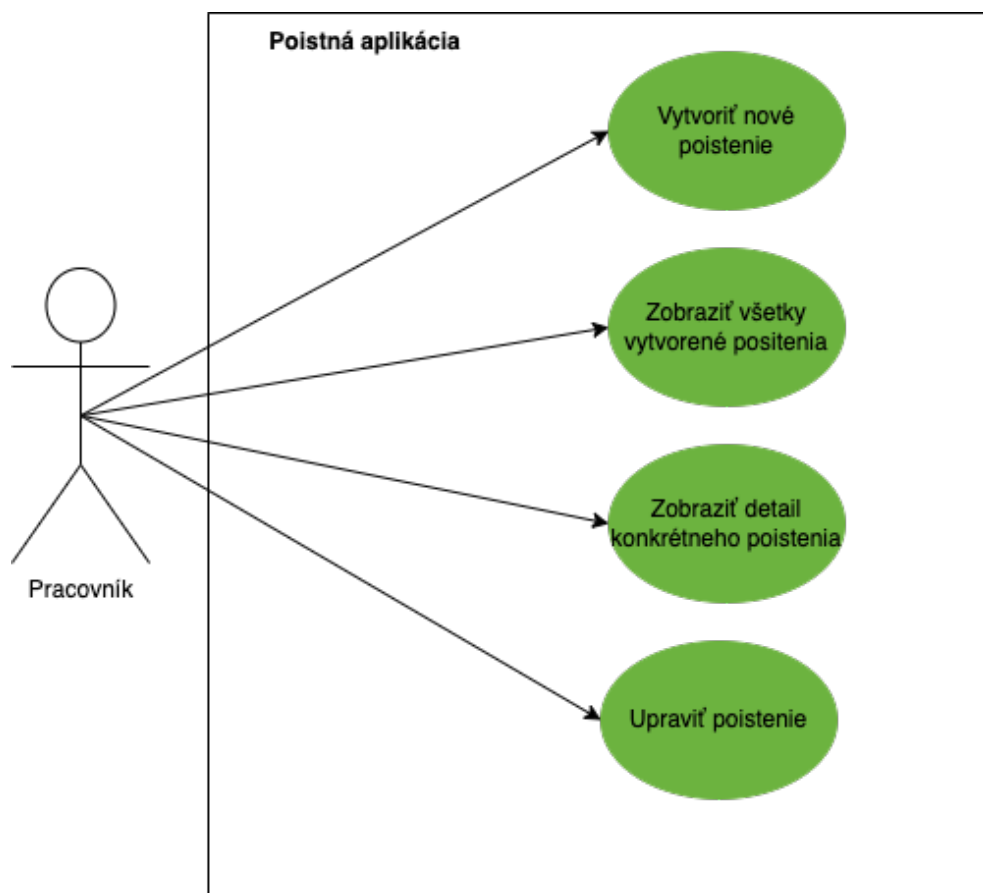 Poistná aplikácia
Vytvoriť nové
poistenie
Zobraziť všetky
vytvorené positenia
Zobraziť detail
konkrétneho poistenia
Upraviť poistenie
Pracovník